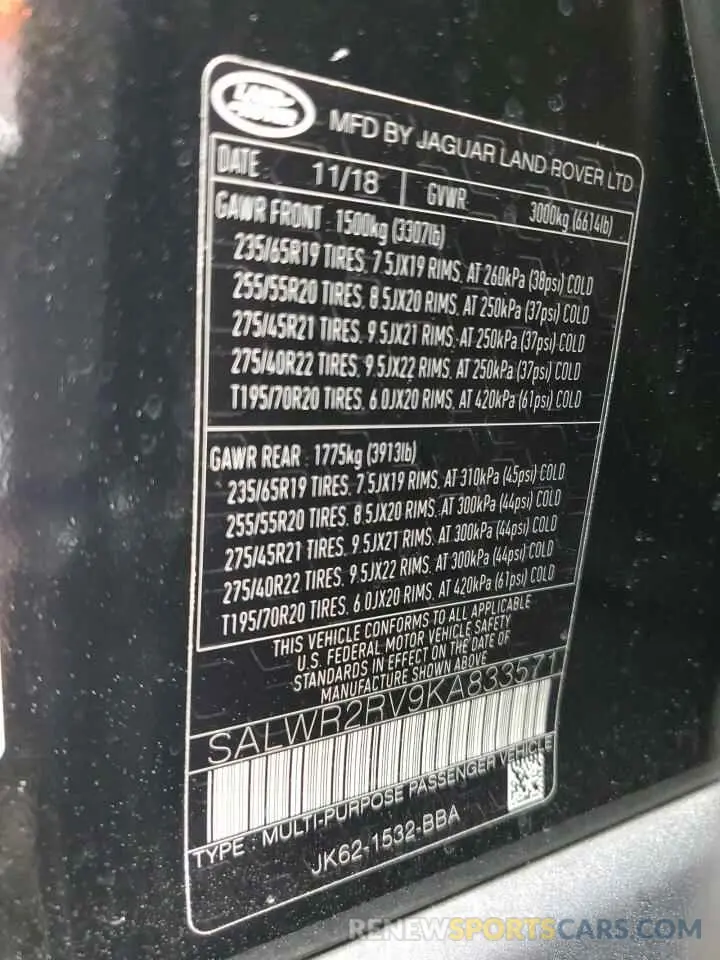 LAND
ROVER
MFD BY JAGUAR LAND ROVER LTD
DATE: 11/18 GVWR: 3000kg (6614lb)
GAWR FRONT: 1500kg (3307lb)
235/65R19 TIRES, 7.5JX19 RIMS, AT 260kPa (38psi) COLD
255/55R20 TIRES, 8.5JX20 RIMS, AT 250kPa (37psi) COLD
275/45R21 TIRES, 9.5JX21 RIMS, AT 250kPa (37psi) COLD
275/40R22 TIRES, 9.5JX22 RIMS, AT 250kPa (37psi) COLD
T195/70R20 TIRES, 6.0JX20 RIMS, AT 420kPa (61psi) COLD
GAWR REAR: 1775kg (3913lb)
235/65R19 TIRES, 7.5JX19 RIMS, AT 310kPa (45psi) COLD
255/55R20 TIRES, 8.5JX20 RIMS, AT 300kPa (44psi) COLD
275/45R21 TIRES, 9.5JX21 RIMS, AT 300kPa (44psi) COLD
275/40R22 TIRES, 9.5JX22 RIMS, AT 300kPa (44psi) COLD
T195/70R20 TIRES, 6.0JX20 RIMS, AT 420kPa (61psi) COLD
THIS VEHICLE CONFORMS TO ALL APPLICABLE
U.S. FEDERAL MOTOR VEHICLE SAFETY
STANDARDS IN EFFECT ON THE DATE OF
MANUFACTURE SHOWN ABOVE
SALWR2RV9KA833571
TYPE: MULTI-PURPOSE PASSENGER VEHICLE
JK62-1532-BBA
RENEWSPORTSCARS.COM